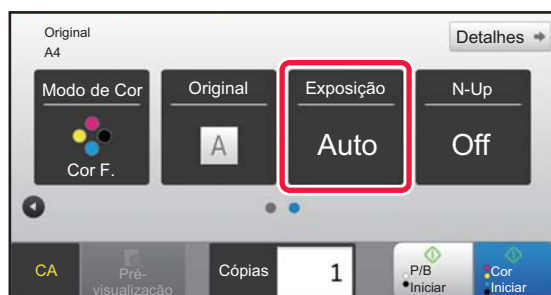 Original
A4
Detalhes
Modo de Cor
Cor F.
Original
A
Exposição
Auto
N-Up
Off
CA
Pré-
visualização
Cópias
1
P/B
Iniciar
Cor
Iniciar